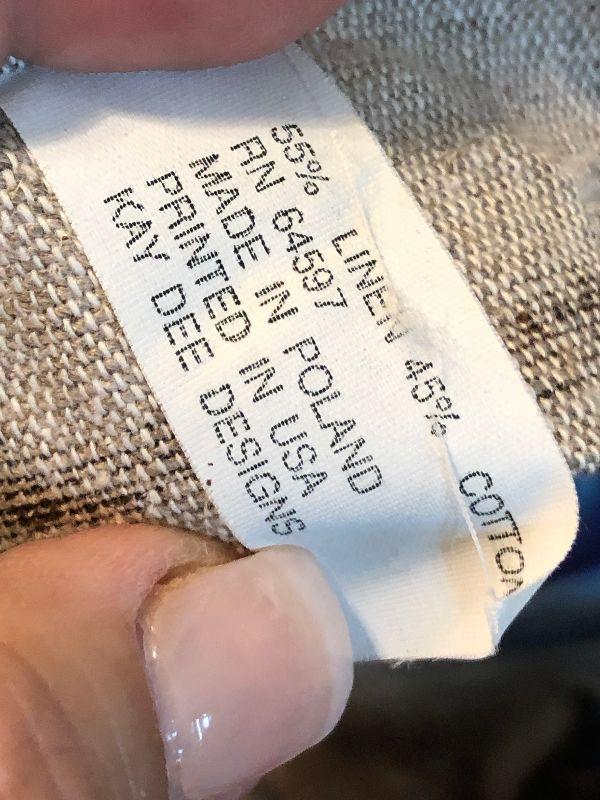 55% LINEN 45% COTTON
RN 64597
MADE IN POLAND
PRINTED IN USA
KAY DEE DESIGNS